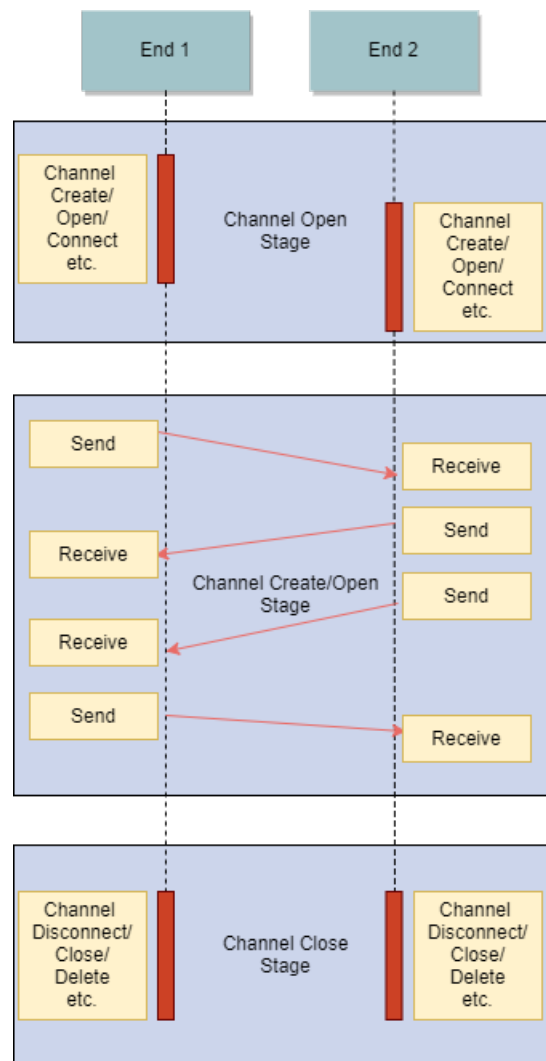 End 1
End 2
Channel
Create/
Open/
Connect
etc.
Channel Open
Stage
Channel
Create/
Open/
Connect
etc.
Send
Receive
Send
Receive
Channel Create/Open
Stage
Send
Receive
Send
Receive
Channel
Disconnect/
Close/
Delete
etc.
Channel Close
Stage
Channel
Disconnect/
Close/
Delete
etc.